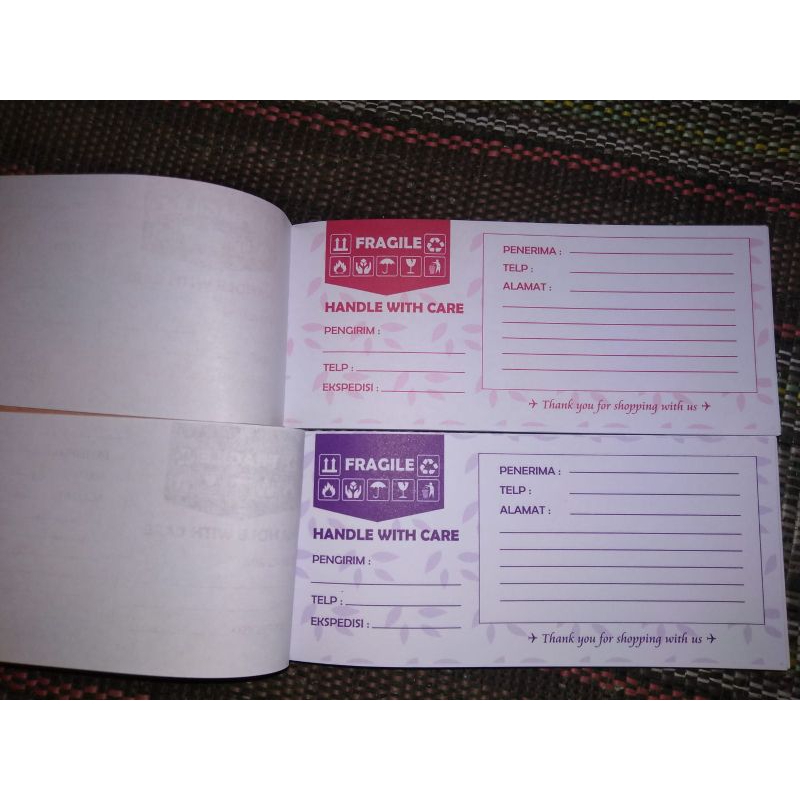 FRAGILE
HANDLE WITH CARE
PENGIRIM :
TELP :
EKSPEDISI :
PENERIMA :
TELP :
ALAMAT :
Thank you for shopping with us
FRAGILE
HANDLE WITH CARE
PENGIRIM :
TELP :
EKSPEDISI :
PENERIMA :
TELP :
ALAMAT :
Thank you for shopping with us